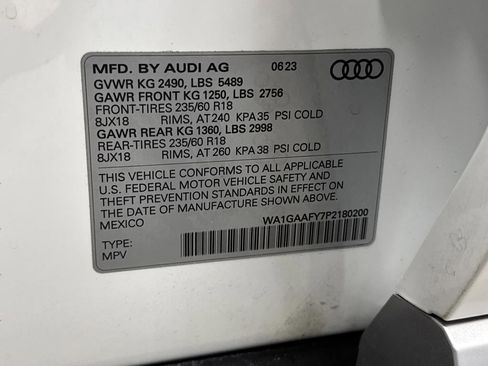 MFD. BY AUDI AG 06 23
GVWR KG 2490, LBS 5489
GAWR FRONT KG 1250, LBS 2756
FRONT-TIRES 235/60 R18
8JX18 RIMS, AT 240 KPA 35 PSI COLD
GAWR REAR KG 1360, LBS 2998
REAR-TIRES 235/60 R18
8JX18 RIMS, AT 260 KPA 38 PSI COLD
THIS VEHICLE CONFORMS TO ALL APPLICABLE
U.S. FEDERAL MOTOR VEHICLE SAFETY AND
THEFT PREVENTION STANDARDS IN EFFECT ON
THE DATE OF MANUFACTURE SHOWN ABOVE.
MEXICO WA1GAAFY7P2180200
TYPE:
MPV